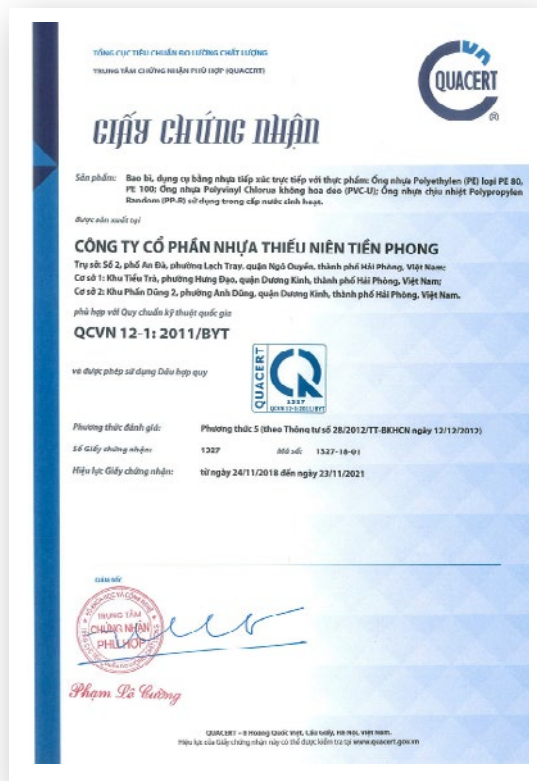 TỔNG CỤC TIÊU CHUẨN ĐO LƯỜNG CHẤT LƯỢNG
TRUNG TÂM CHỨNG NHẬN PHÙ HỢP (QUACERT)
QUACERT
®
GIẤY CHỨNG NHẬN
Sản phẩm: Bao bì, dụng cụ bằng nhựa tiếp xúc trực tiếp với thực phẩm: Ống nhựa Polyethylen (PE) loại PE 80,
PE 100; Ống nhựa Polyvinyl Chlorua không hoá dẻo (PVC-U); Ống nhựa chịu nhiệt Polypropylen
Random (PP-R) sử dụng trong cấp nước sinh hoạt.
được sản xuất tại
CÔNG TY CỔ PHẦN NHỰA THIẾU NIÊN TIỀN PHONG
Trụ sở: Số 2, phố An Đà, phường Lạch Tray, quận Ngô Quyền, thành phố Hải Phòng, Việt Nam;
Cơ sở 1: Khu Tiểu Trà, phường Hưng Đạo, quận Dương Kinh, thành phố Hải Phòng, Việt Nam;
Cơ sở 2: Khu Phấn Dũng 2, phường Anh Dũng, quận Dương Kinh, thành phố Hải Phòng, Việt Nam.
phù hợp với Quy chuẩn kỹ thuật quốc gia
QCVN 12-1: 2011/BYT
và được phép sử dụng Dấu hợp quy
QUACERT
1327
QCVN 12-1:2011/BYT
Phương thức đánh giá: Phương thức 5 (theo Thông tư số 28/2012/TT-BKHCN ngày 12/12/2012)
Số Giấy chứng nhận: 1327 Mã số: 1327-18-01
Hiệu lực Giấy chứng nhận: từ ngày 24/11/2018 đến ngày 23/11/2021
GIÁM ĐỐC
TRUNG TÂM
CHỨNG NHẬN
PHÙ HỢP
Phạm Lê Cường
QUACERT – 8 Hoàng Quốc Việt, Cầu Giấy, Hà Nội, Việt Nam.
Hiệu lực của Giấy chứng nhận này có thể được kiểm tra tại www.quacert.gov.vn